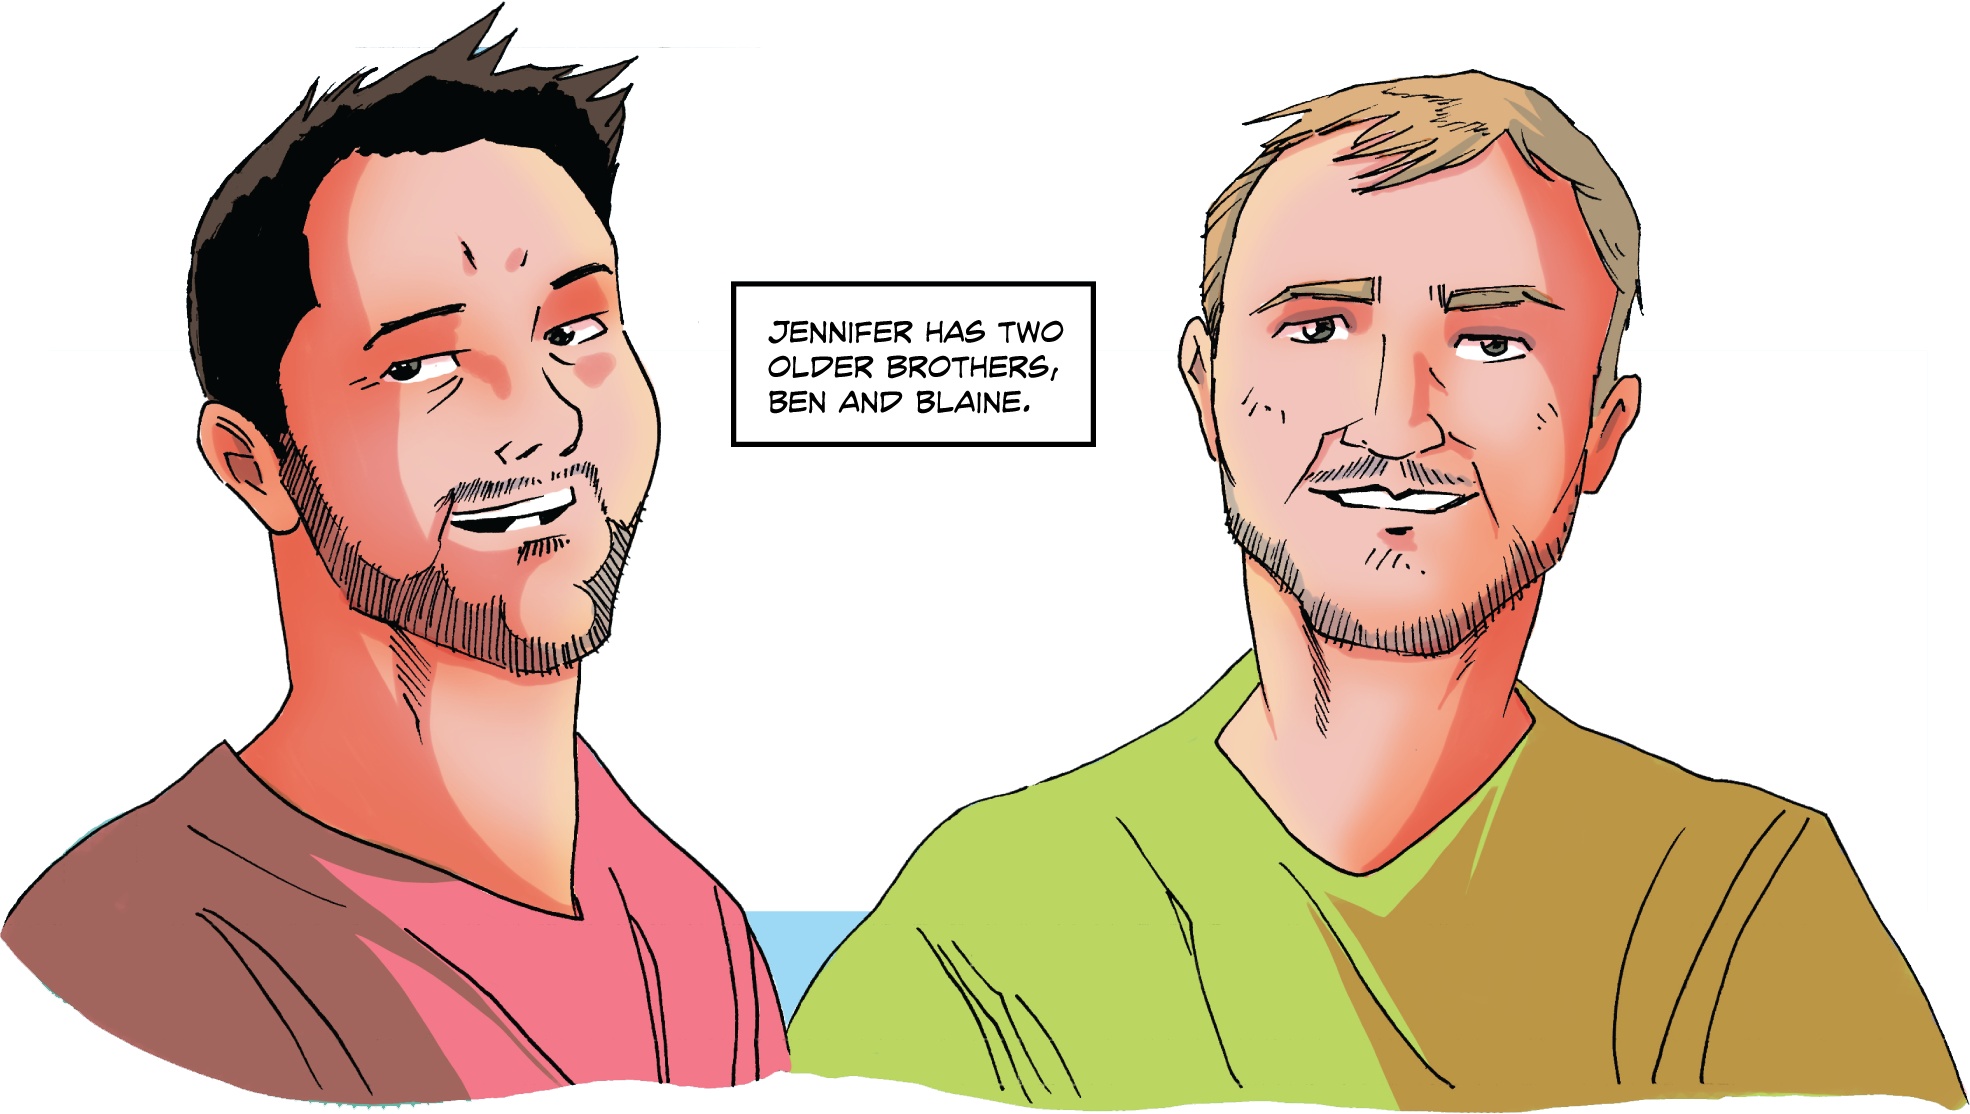 JENNIFER HAS TWO
OLDER BROTHERS,
BEN AND BLAINE.